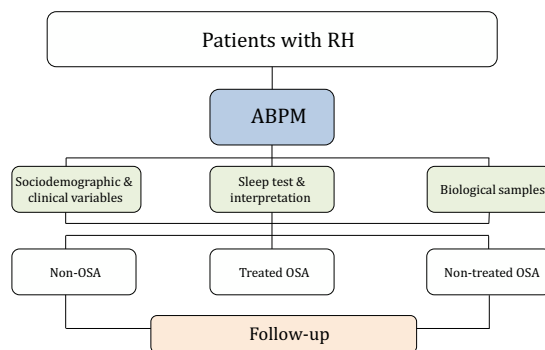 Patients with RH
ABPM
Sociodemographic &
clinical variables
Sleep test &
interpretation
Biological samples
Non-OSA
Treated OSA
Non-treated OSA
Follow-up